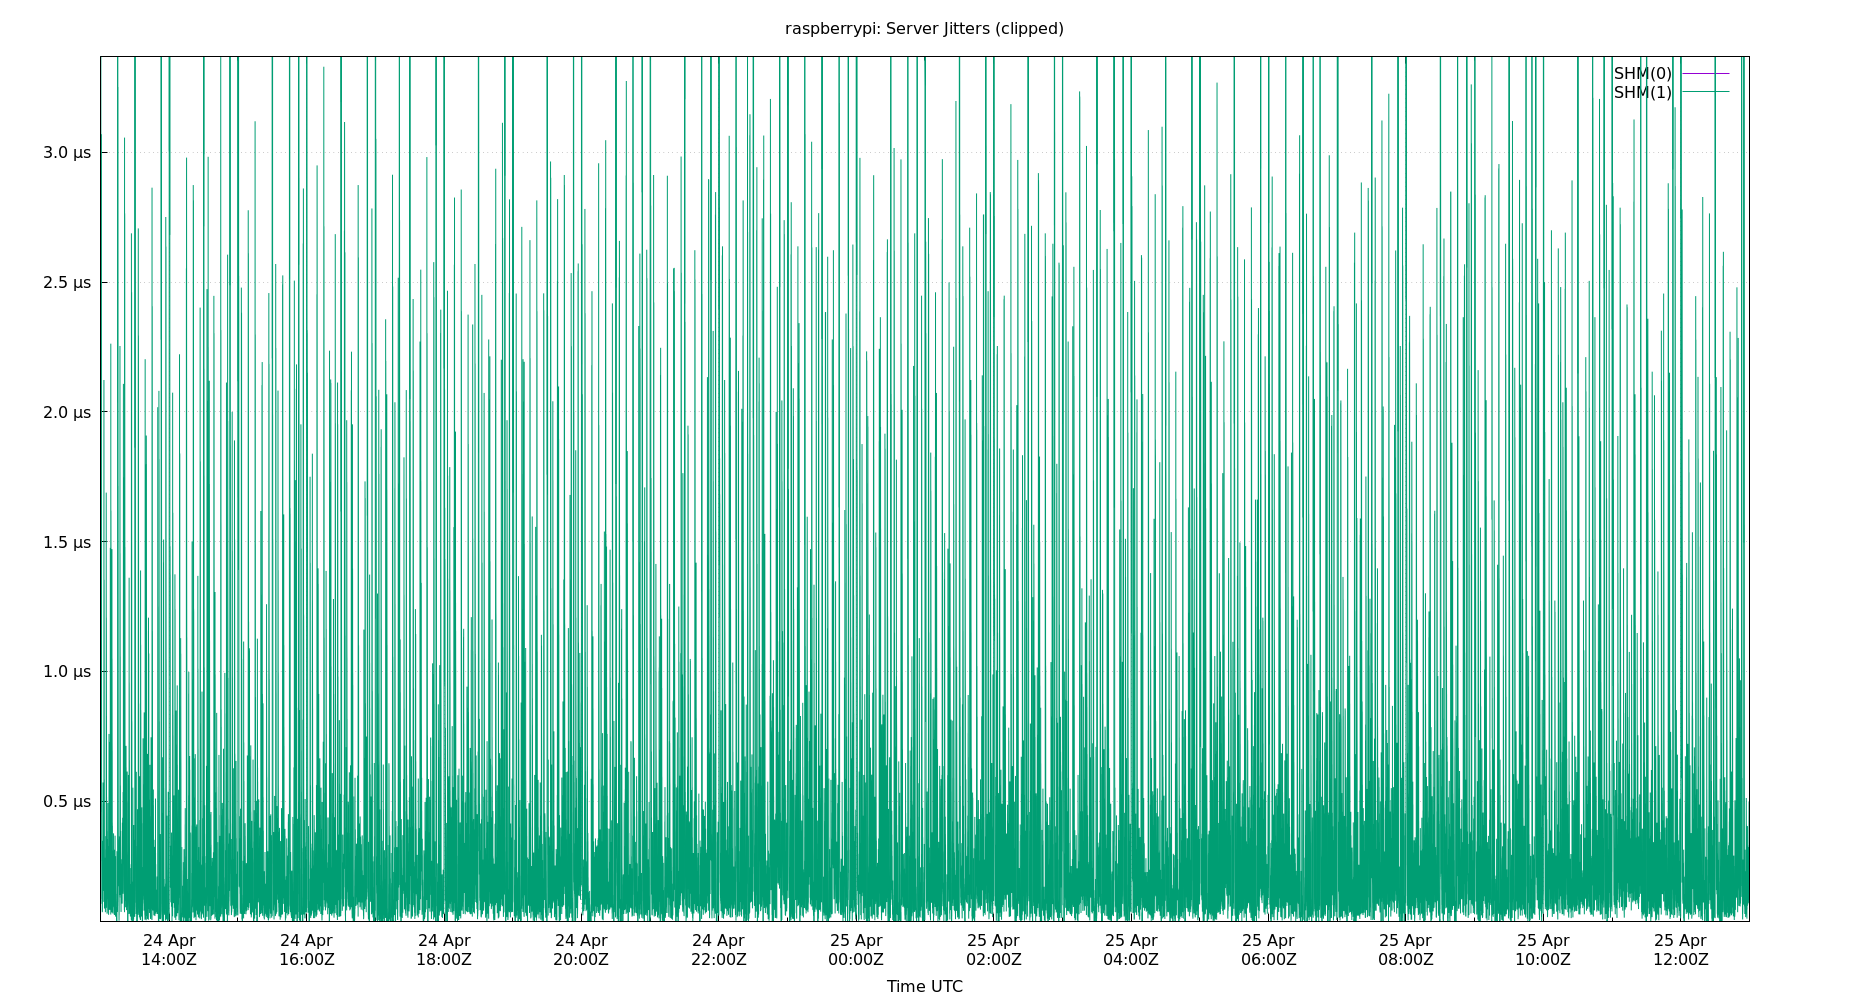 raspberrypi: Server Jitters (clipped)
SHM(0)
SHM(1)
3.0 µs
2.5 µs
2.0 µs
1.5 µs
1.0 µs
0.5 µs
24 Apr 24 Apr 24 Apr 24 Apr 24 Apr 25 Apr 25 Apr 25 Apr 25 Apr 25 Apr 25 Apr 25 Apr
14:00Z 16:00Z 18:00Z 20:00Z 22:00Z 00:00Z 02:00Z 04:00Z 06:00Z 08:00Z 10:00Z 12:00Z
Time UTC